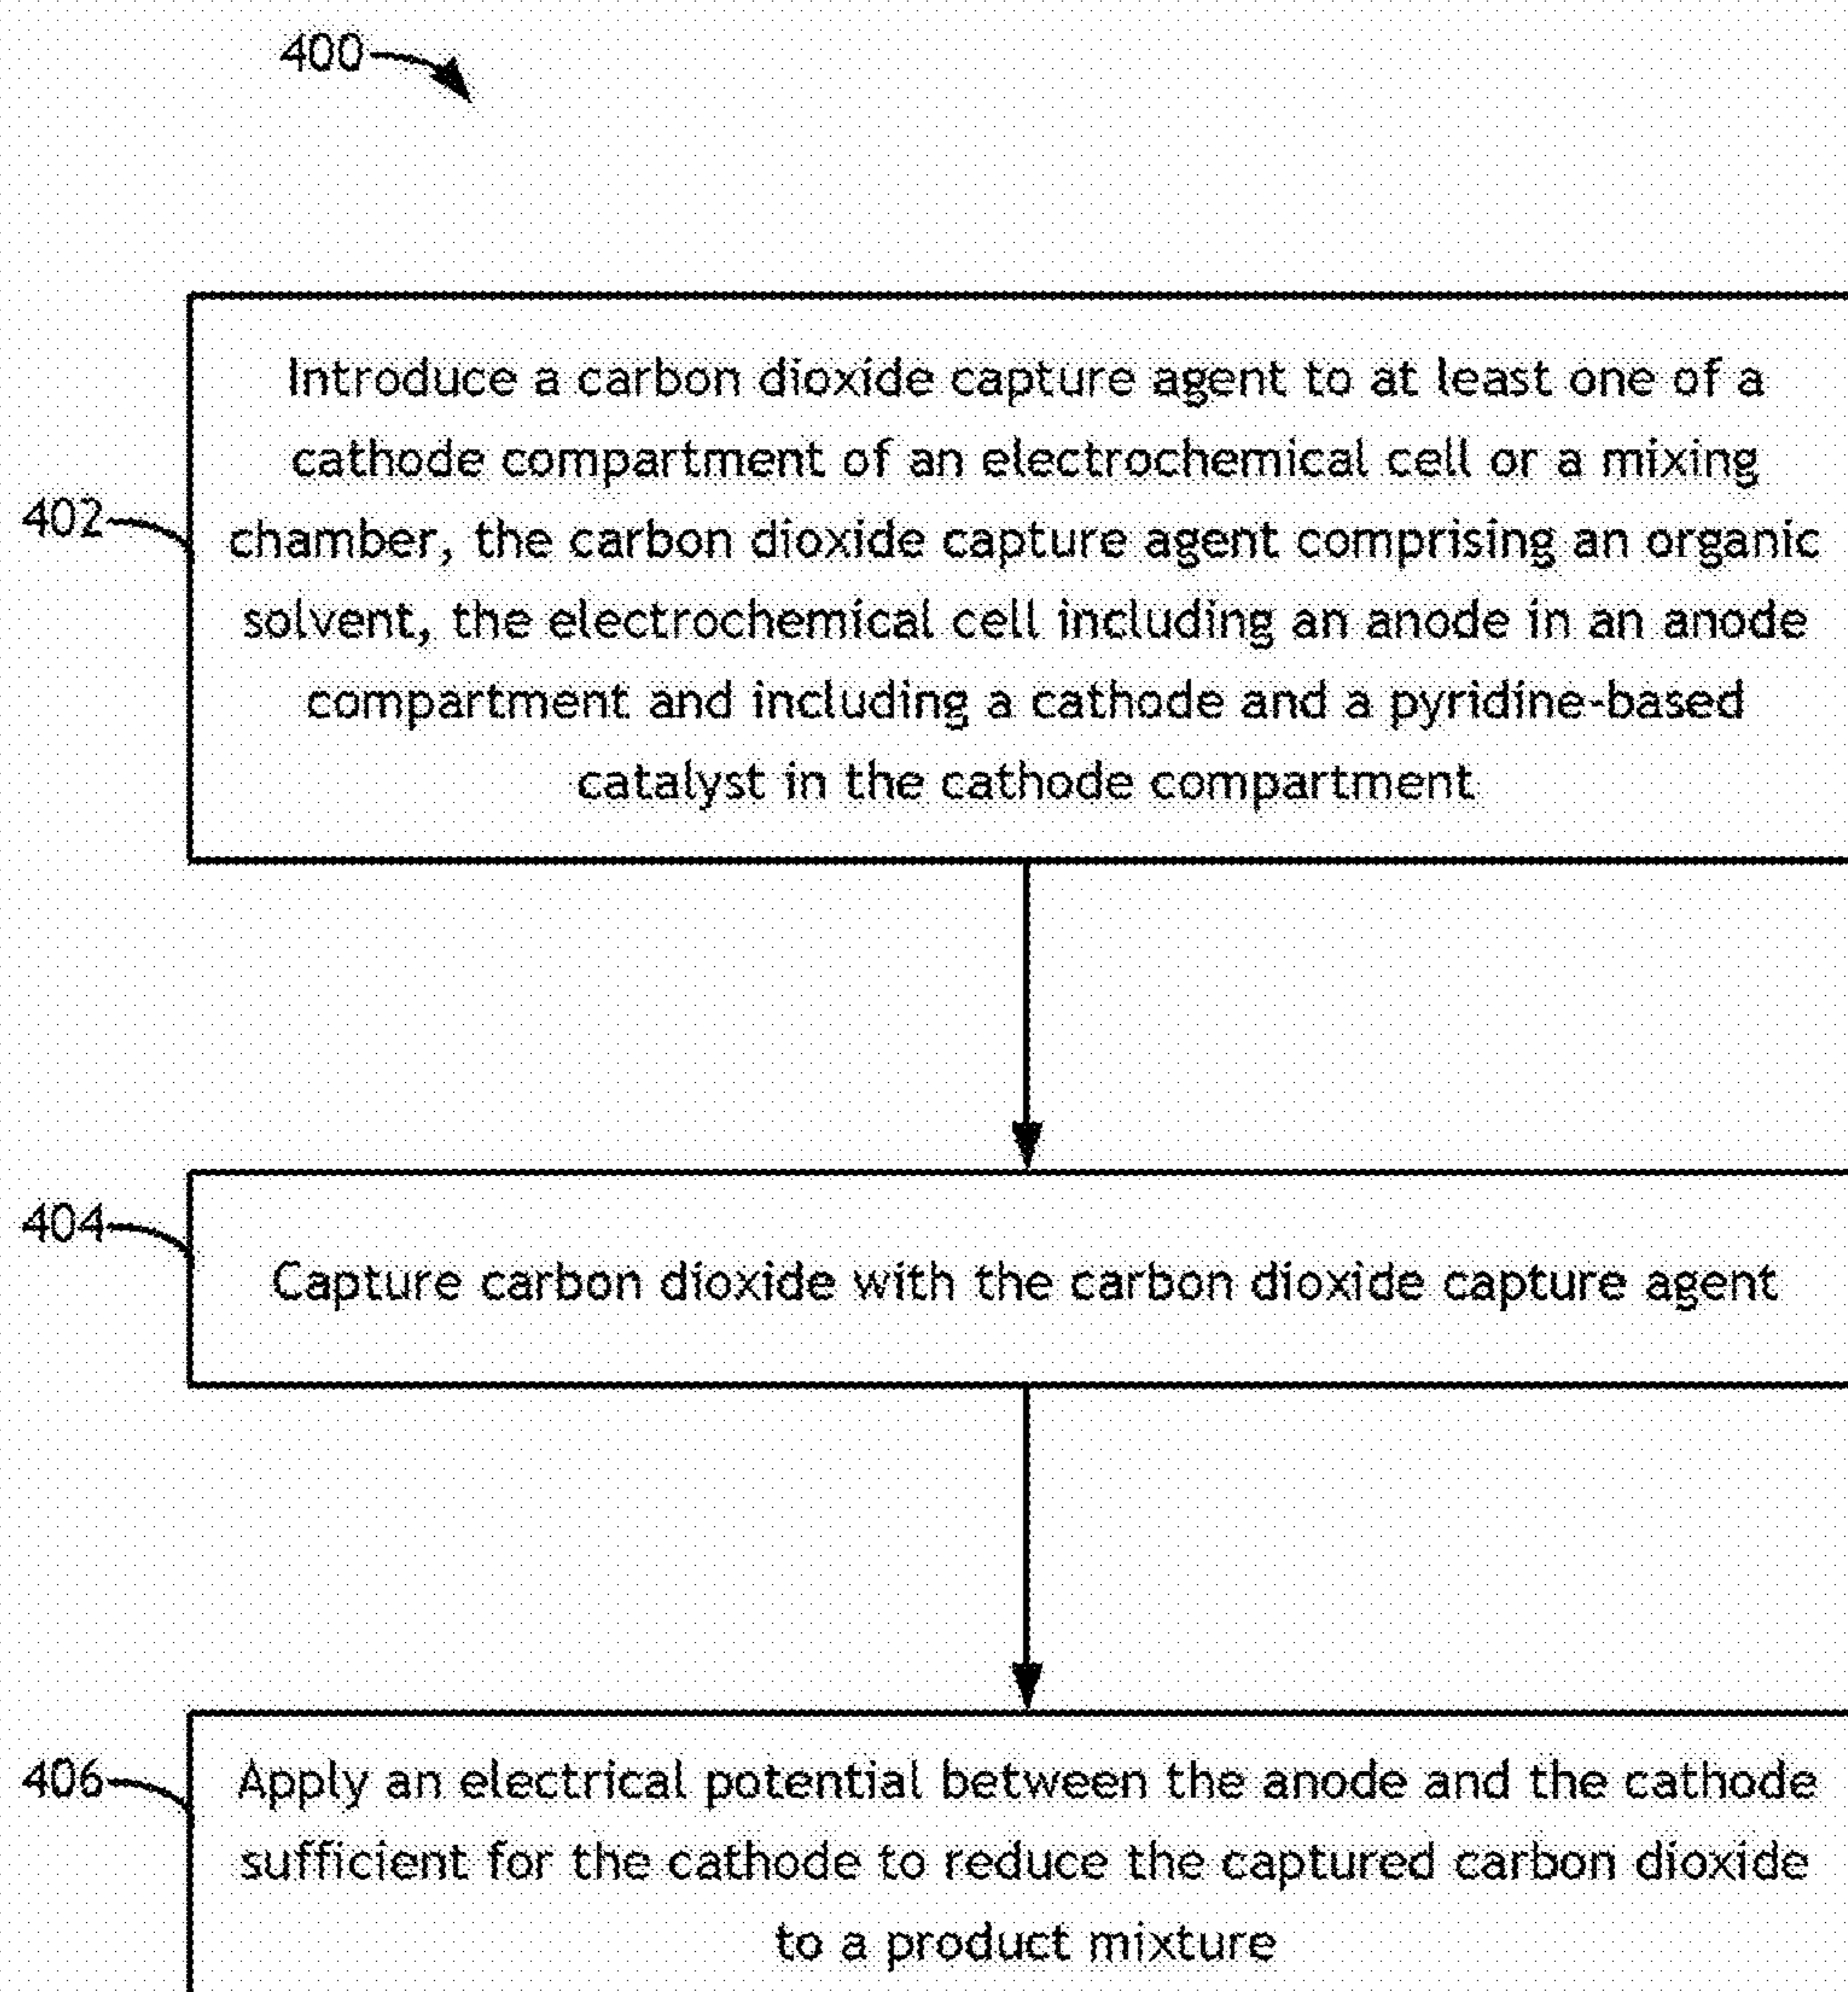 400
Introduce a carbon dioxide capture agent to at least one of a
cathode compartment of an electrochemical cell or a mixing
402
chamber, the carbon dioxide capture agent comprising an organic
solvent, the electrochemical cell including an anode in an anode
compartment and including a cathode and a pyridine-based
catalyst in the cathode compartment
404
Capture carbon dioxide with the carbon dioxide capture agent
406
Apply an electrical potential between the anode and the cathode
sufficient for the cathode to reduce the captured carbon dioxide
to a product mixture